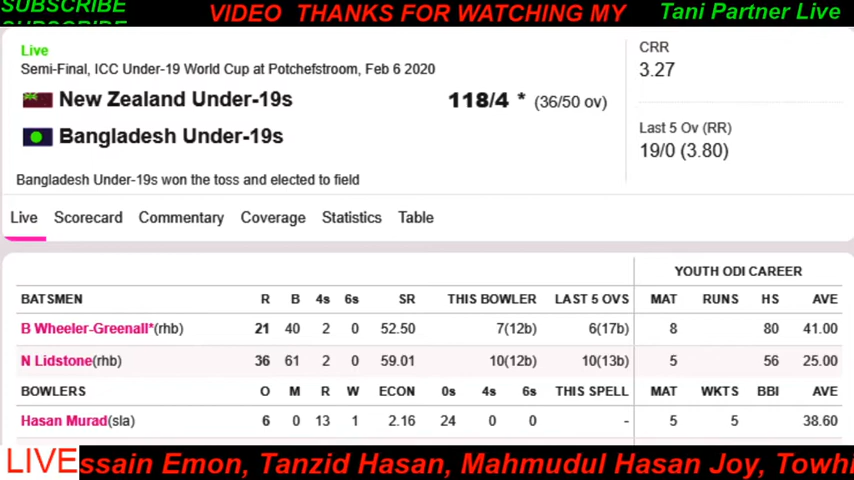 SUBSCRIBE
SUBSCRIBE
VIDEO THANKS FOR WATCHING MY
Tani Partner Live
Live
Semi-Final, ICC Under-19 World Cup at Potchefstroom, Feb 6 2020
New Zealand Under-19s 118/4 * (36/50 ov)
Bangladesh Under-19s
Bangladesh Under-19s won the toss and elected to field
CRR
3.27
Last 5 Ov (RR)
19/0 (3.80)
Live Scorecard Commentary Coverage Statistics Table
YOUTH ODI CAREER
BATSMEN R B 4s 6s SR THIS BOWLER LAST 5 OVS MAT RUNS HS AVE
B Wheeler-Greenall*(rhb) 21 40 2 0 52.50 7(12b) 6(17b) 8 80 41.00
N Lidstone(rhb) 36 61 2 0 59.01 10(12b) 10(13b) 5 56 25.00
BOWLERS O M R W ECON 0s 4s 6s THIS SPELL MAT WKTS BBI AVE
Hasan Murad(sla) 6 0 13 1 2.16 24 0 0 - 5 5 38.60
LIVE ssain Emon, Tanzid Hasan, Mahmudul Hasan Joy, Towhi